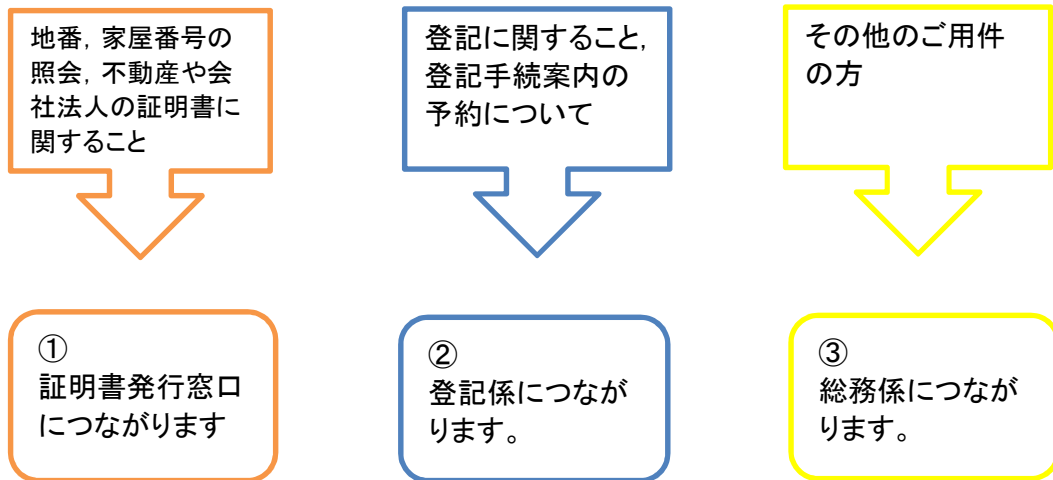 地番，家屋番号の
照会，不動産や会
社法人の証明書に
関すること
登記に関すること，
登記手続案内の
予約について
その他のご用件
の方
①
証明書発行窓口
につながります
②
登記係につなが
ります。
③
総務係につなが
ります。